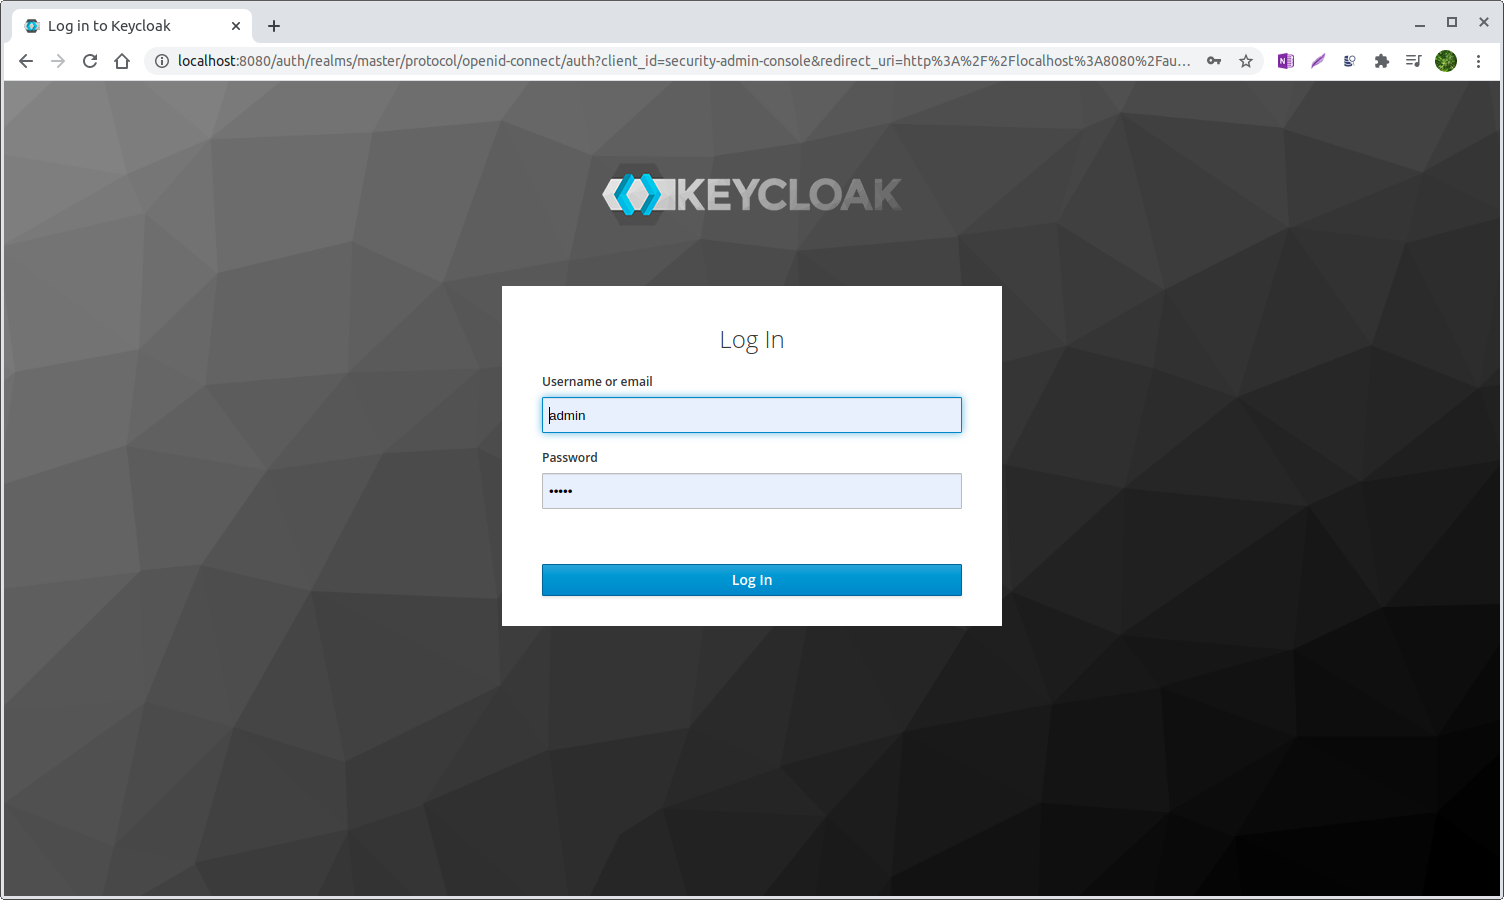 Log in to Keycloak
localhost:8080/auth/realms/master/protocol/openid-connect/auth?client_id=security-admin-console&redirect_uri=http%3A%2F%2Flocalhost%3A8080%2Fau...
KEYCLOAK
Log In
Username or email
admin
Password
•••••
Log In